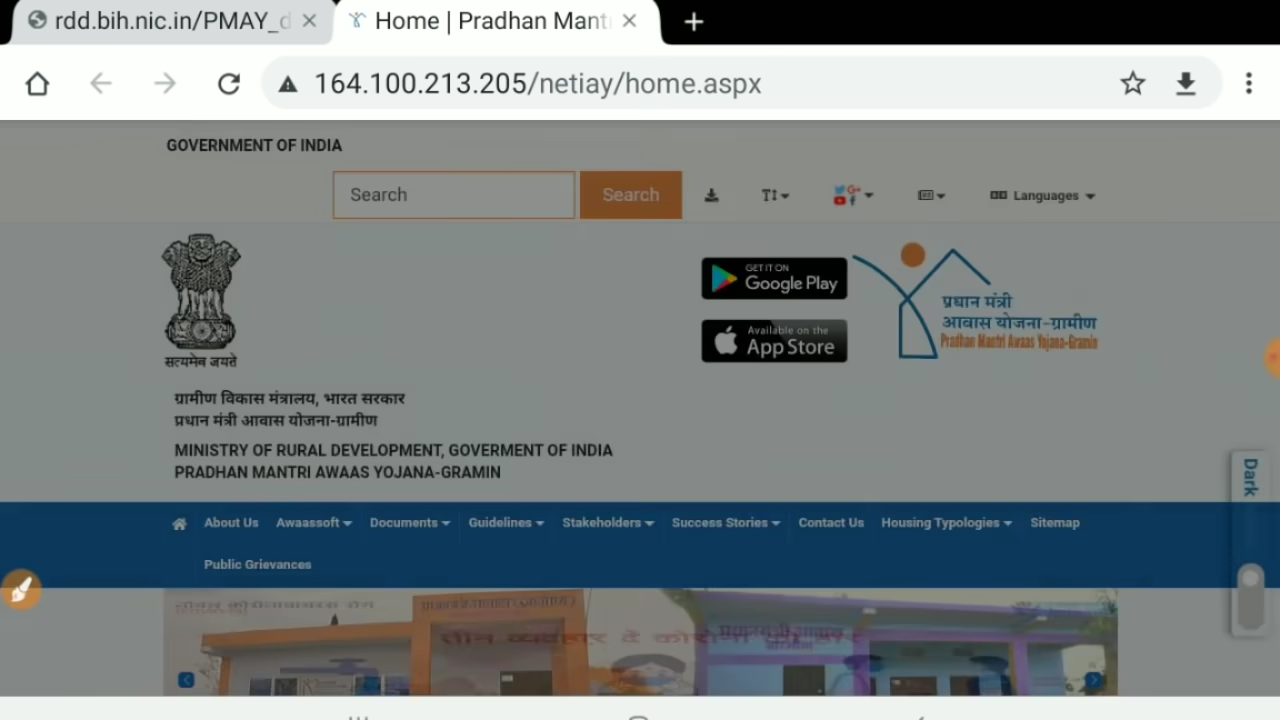 rdd.bih.nic.in/PMAY_d
Home | Pradhan Mantr
164.100.213.205/netiay/home.aspx
GOVERNMENT OF INDIA
Search
Search
Languages
GET IT ON
Google Play
Available on the
App Store
प्रधान मंत्री
आवास योजना-ग्रामीण
Pradhan Mantri Awaas Yojana-Gramin
सत्यमेव जयते
ग्रामीण विकास मंत्रालय, भारत सरकार
प्रधान मंत्री आवास योजना-ग्रामीण
MINISTRY OF RURAL DEVELOPMENT, GOVERMENT OF INDIA
PRADHAN MANTRI AWAAS YOJANA-GRAMIN
Dark
About Us Awaassoft Documents Guidelines Stakeholders Success Stories Contact Us Housing Typologies Sitemap
Public Grievances